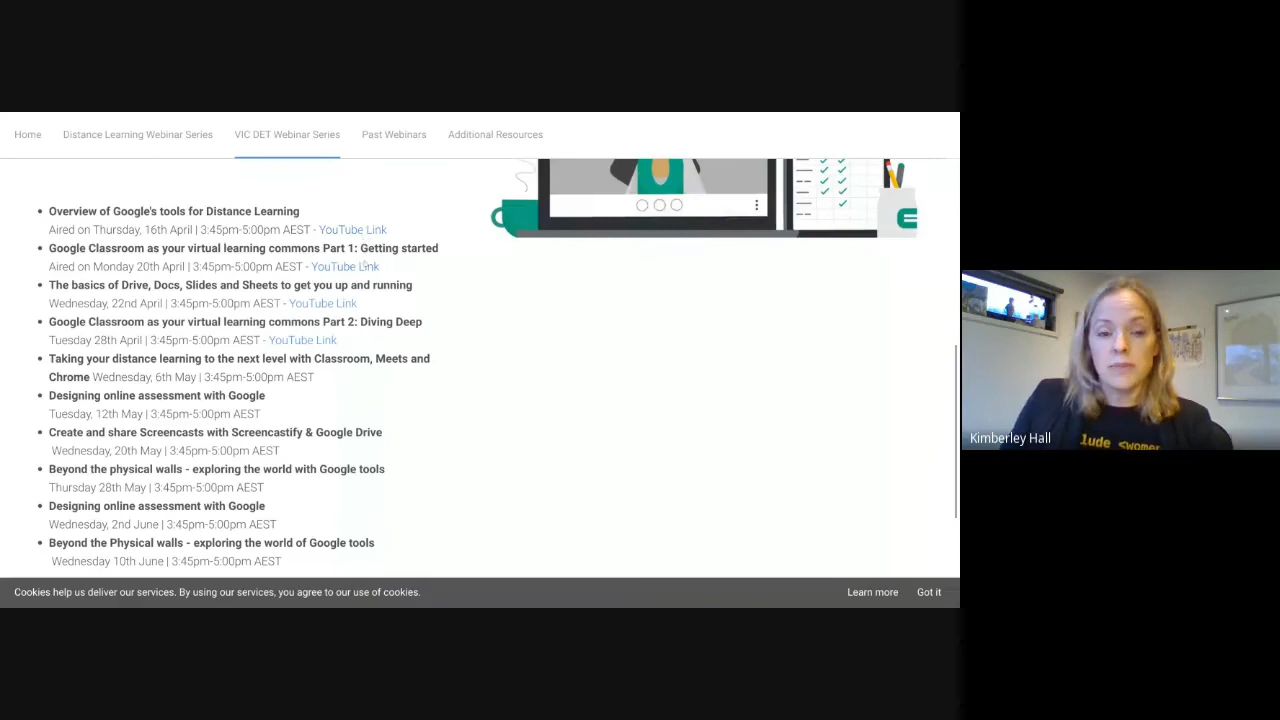 Home Distance Learning Webinar Series VIC DET Webinar Series Past Webinars Additional Resources
Overview of Google's tools for Distance Learning
Aired on Thursday, 16th April | 3:45pm-5:00pm AEST - YouTube Link
Google Classroom as your virtual learning commons Part 1: Getting started
Aired on Monday 20th April | 3:45pm-5:00pm AEST - YouTube Link
The basics of Drive, Docs, Slides and Sheets to get you up and running
Wednesday, 22nd April | 3:45pm-5:00pm AEST - YouTube Link
Google Classroom as your virtual learning commons Part 2: Diving Deep
Tuesday 28th April | 3:45pm-5:00pm AEST - YouTube Link
Taking your distance learning to the next level with Classroom, Meets and
Chrome Wednesday, 6th May | 3:45pm-5:00pm AEST
Designing online assessment with Google
Tuesday, 12th May | 3:45pm-5:00pm AEST
Create and share Screencasts with Screencastify & Google Drive
Wednesday, 20th May | 3:45pm-5:00pm AEST
Beyond the physical walls - exploring the world with Google tools
Thursday 28th May | 3:45pm-5:00pm AEST
Designing online assessment with Google
Wednesday, 2nd June | 3:45pm-5:00pm AEST
Beyond the Physical walls - exploring the world of Google tools
Wednesday 10th June | 3:45pm-5:00pm AEST
Cookies help us deliver our services. By using our services, you agree to our use of cookies. Learn more Got it
lude <women
Kimberley Hall